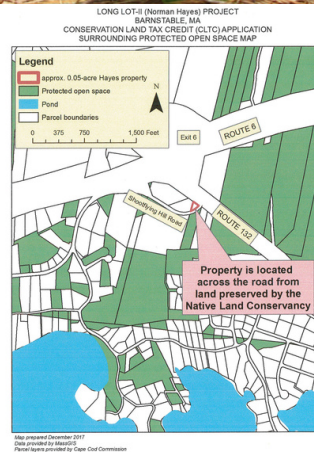 LONG LOT-II (Norman Hayes) PROJECT
BARNSTABLE, MA
CONSERVATION LAND TAX CREDIT (CLTC) APPLICATION
SURROUNDING PROTECTED OPEN SPACE MAP
Legend
approx. 0.05-acre Hayes property
Protected open space
Pond
Parcel boundaries
N
0 375 750 1,500 Feet
Exit 6
ROUTE 6
Shootflying Hill Road
ROUTE 132
Property is located
across the road from
land preserved by the
Native Land Conservancy
Map prepared December 2017
Data provided by MassGIS
Parcel layers provided by Cape Cod Commission